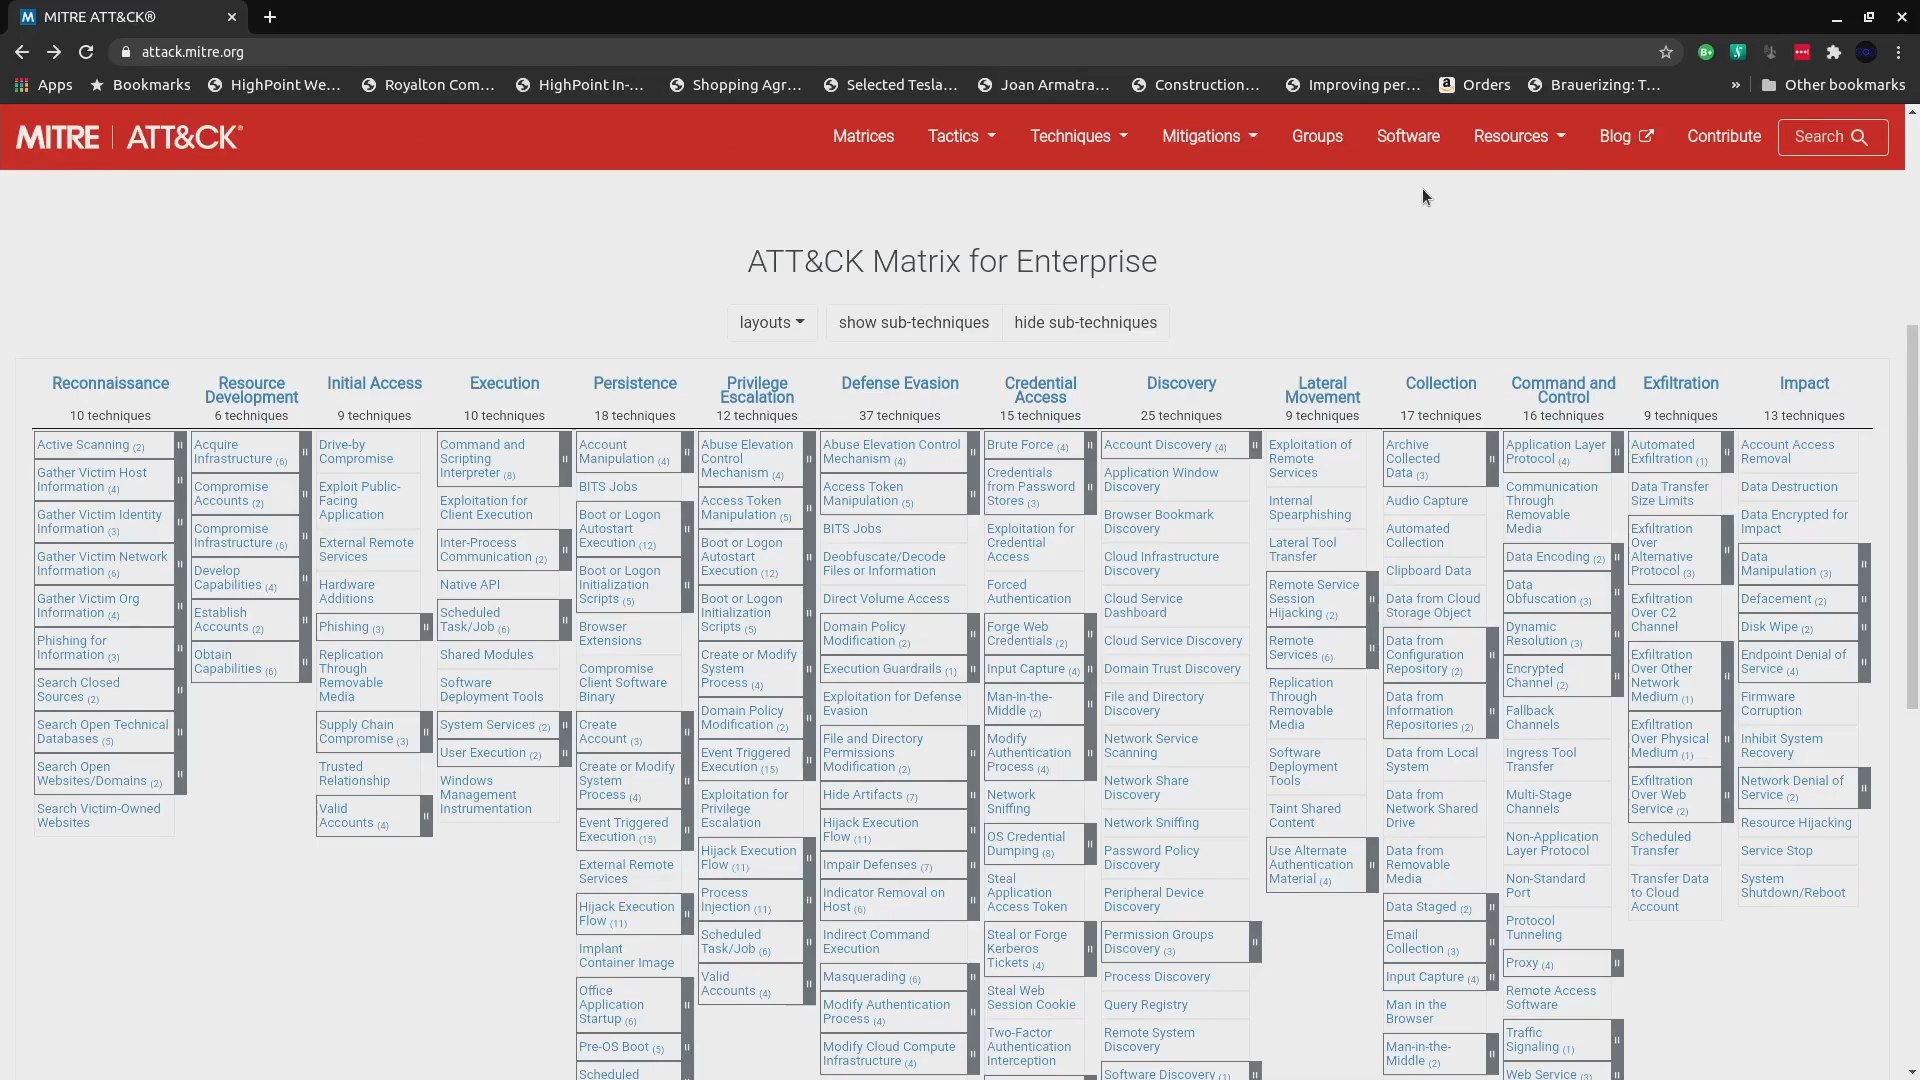 MITRE ATT&CK®
attack.mitre.org
Apps
Bookmarks
HighPoint We...
Royalton Com...
HighPoint In-...
Shopping Agr...
Selected Tesla...
Joan Armatra...
Construction...
Improving per...
Orders
Brauerizing: T...
»
Other bookmarks
MITRE | ATT&CK®
Matrices
Tactics
Techniques
Mitigations
Groups
Software
Resources
Blog
Contribute
Search
ATT&CK Matrix for Enterprise
layouts
show sub-techniques
hide sub-techniques
Reconnaissance
10 techniques
Active Scanning (2)
Gather Victim Host
Information (4)
Gather Victim Identity
Information (3)
Gather Victim Network
Information (6)
Gather Victim Org
Information (4)
Phishing for
Information (3)
Search Closed
Sources (2)
Search Open Technical
Databases (5)
Search Open
Websites/Domains (2)
Search Victim-Owned
Websites
Resource
Development
6 techniques
Acquire
Infrastructure (6)
Compromise
Accounts (2)
Compromise
Infrastructure (6)
Develop
Capabilities (4)
Establish
Accounts (2)
Obtain
Capabilities (6)
Initial Access
9 techniques
Drive-by
Compromise
Exploit Public-
Facing
Application
External Remote
Services
Hardware
Additions
Phishing (3)
Replication
Through
Removable
Media
Supply Chain
Compromise (3)
Trusted
Relationship
Valid
Accounts (4)
Execution
10 techniques
Command and
Scripting
Interpreter (8)
Exploitation for
Client Execution
Inter-Process
Communication (2)
Native API
Scheduled
Task/Job (6)
Shared Modules
Software
Deployment Tools
System Services (2)
User Execution (2)
Windows
Management
Instrumentation
Persistence
18 techniques
Account
Manipulation (4)
BITS Jobs
Boot or Logon
Autostart
Execution (12)
Boot or Logon
Initialization
Scripts (5)
Browser
Extensions
Compromise
Client Software
Binary
Create
Account (3)
Create or Modify
System
Process (4)
Event Triggered
Execution (15)
External Remote
Services
Hijack Execution
Flow (11)
Implant
Container Image
Office
Application
Startup (6)
Pre-OS Boot (5)
Scheduled
Privilege
Escalation
12 techniques
Abuse Elevation
Control
Mechanism (4)
Access Token
Manipulation (5)
Boot or Logon
Autostart
Execution (12)
Boot or Logon
Initialization
Scripts (5)
Create or Modify
System
Process (4)
Domain Policy
Modification (2)
Event Triggered
Execution (15)
Exploitation for
Privilege
Escalation
Hijack Execution
Flow (11)
Process
Injection (11)
Scheduled
Task/Job (6)
Valid
Accounts (4)
Defense Evasion
37 techniques
Abuse Elevation Control
Mechanism (4)
Access Token
Manipulation (5)
BITS Jobs
Deobfuscate/Decode
Files or Information
Direct Volume Access
Domain Policy
Modification (2)
Execution Guardrails (1)
Exploitation for Defense
Evasion
File and Directory
Permissions
Modification (2)
Hide Artifacts (7)
Hijack Execution
Flow (11)
Impair Defenses (7)
Indicator Removal on
Host (6)
Indirect Command
Execution
Masquerading (6)
Modify Authentication
Process (4)
Modify Cloud Compute
Infrastructure (4)
Credential
Access
15 techniques
Brute Force (4)
Credentials
from Password
Stores (3)
Exploitation for
Credential
Access
Forced
Authentication
Forge Web
Credentials (2)
Input Capture (4)
Man-in-the-
Middle (2)
Modify
Authentication
Process (4)
Network
Sniffing
OS Credential
Dumping (8)
Steal
Application
Access Token
Steal or Forge
Kerberos
Tickets (4)
Steal Web
Session Cookie
Two-Factor
Authentication
Interception
Discovery
25 techniques
Account Discovery (4)
Application Window
Discovery
Browser Bookmark
Discovery
Cloud Infrastructure
Discovery
Cloud Service
Dashboard
Cloud Service Discovery
Domain Trust Discovery
File and Directory
Discovery
Network Service
Scanning
Network Share
Discovery
Network Sniffing
Password Policy
Discovery
Peripheral Device
Discovery
Permission Groups
Discovery (3)
Process Discovery
Query Registry
Remote System
Discovery
Software Discovery (1)
Lateral
Movement
9 techniques
Exploitation of
Remote
Services
Internal
Spearphishing
Lateral Tool
Transfer
Remote Service
Session
Hijacking (2)
Remote
Services (6)
Replication
Through
Removable
Media
Software
Deployment
Tools
Taint Shared
Content
Use Alternate
Authentication
Material (4)
Collection
17 techniques
Archive
Collected
Data (3)
Audio Capture
Automated
Collection
Clipboard Data
Data from Cloud
Storage Object
Data from
Configuration
Repository (2)
Data from
Information
Repositories (2)
Data from Local
System
Data from
Network Shared
Drive
Data from
Removable
Media
Data Staged (2)
Email
Collection (3)
Input Capture (4)
Man in the
Browser
Man-in-the-
Middle (2)
Command and
Control
16 techniques
Application Layer
Protocol (4)
Communication
Through
Removable
Media
Data Encoding (2)
Data
Obfuscation (3)
Dynamic
Resolution (3)
Encrypted
Channel (2)
Fallback
Channels
Ingress Tool
Transfer
Multi-Stage
Channels
Non-Application
Layer Protocol
Non-Standard
Port
Protocol
Tunneling
Proxy (4)
Remote Access
Software
Traffic
Signaling (1)
Web Service (3)
Exfiltration
9 techniques
Automated
Exfiltration (1)
Data Transfer
Size Limits
Exfiltration
Over
Alternative
Protocol (3)
Exfiltration
Over C2
Channel
Exfiltration
Over Other
Network
Medium (1)
Exfiltration
Over Physical
Medium (1)
Exfiltration
Over Web
Service (2)
Scheduled
Transfer
Transfer Data
to Cloud
Account
Impact
13 techniques
Account Access
Removal
Data Destruction
Data Encrypted for
Impact
Data
Manipulation (3)
Defacement (2)
Disk Wipe (2)
Endpoint Denial of
Service (4)
Firmware
Corruption
Inhibit System
Recovery
Network Denial of
Service (2)
Resource Hijacking
Service Stop
System
Shutdown/Reboot